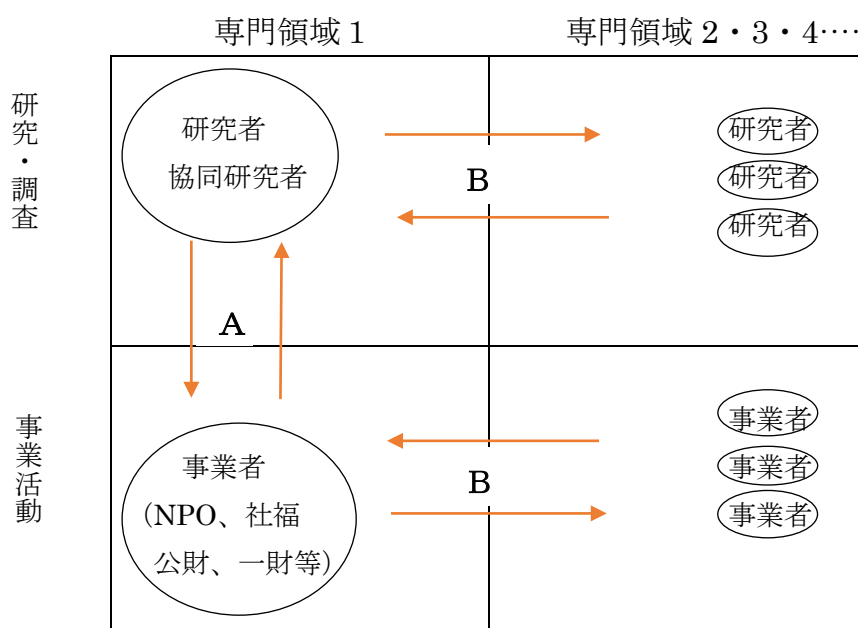 専門領域 1
専門領域 2・3・4‥‥
研究・調査
研究者
協同研究者
B
研究者
研究者
研究者
A
事業活動
事業者
(NPO、社福
公財、一財等)
B
事業者
事業者
事業者